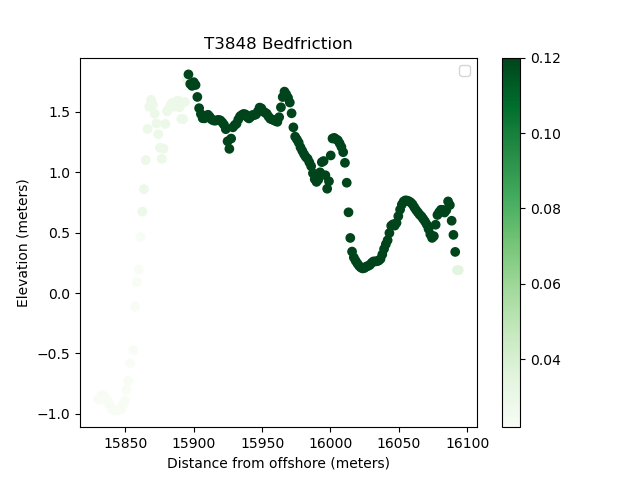 T3848 Bedfriction
Elevation (meters)
1.5
1.0
0.5
0.0
−0.5
−1.0
15850 15900 15950 16000 16050 16100
Distance from offshore (meters)
0.12
0.10
0.08
0.06
0.04